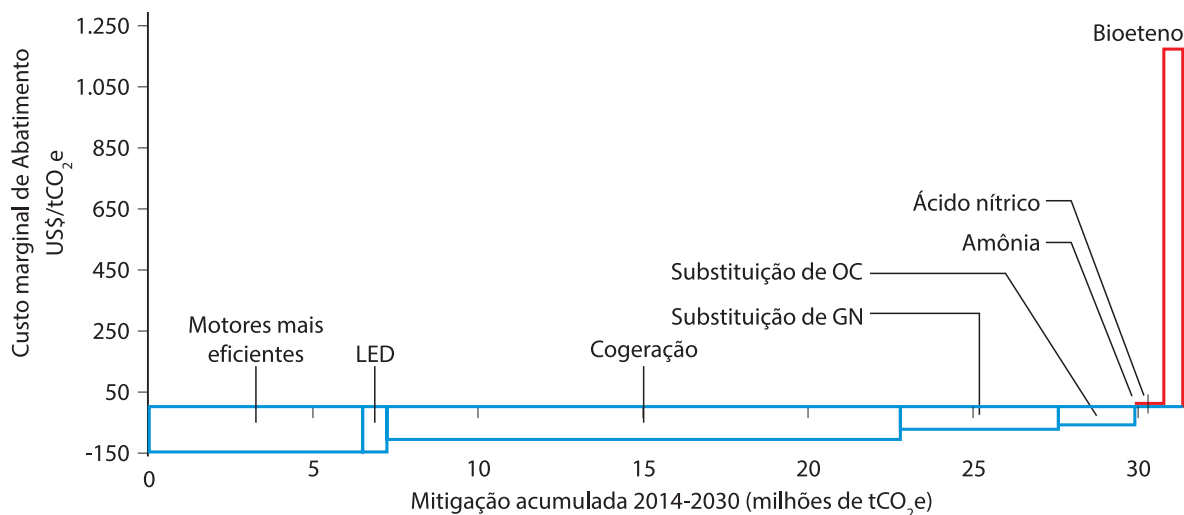 Custo marginal de Abatimento
US$/tCO₂e
1.250
1.050
850
650
450
250
50
-150
Bioeteno
Ácido nítrico
Amônia
Substituição de OC
Substituição de GN
Motores mais
eficientes
LED
Cogeração
0
5
10
15
20
25
30
Mitigação acumulada 2014-2030 (milhões de tCO₂e)